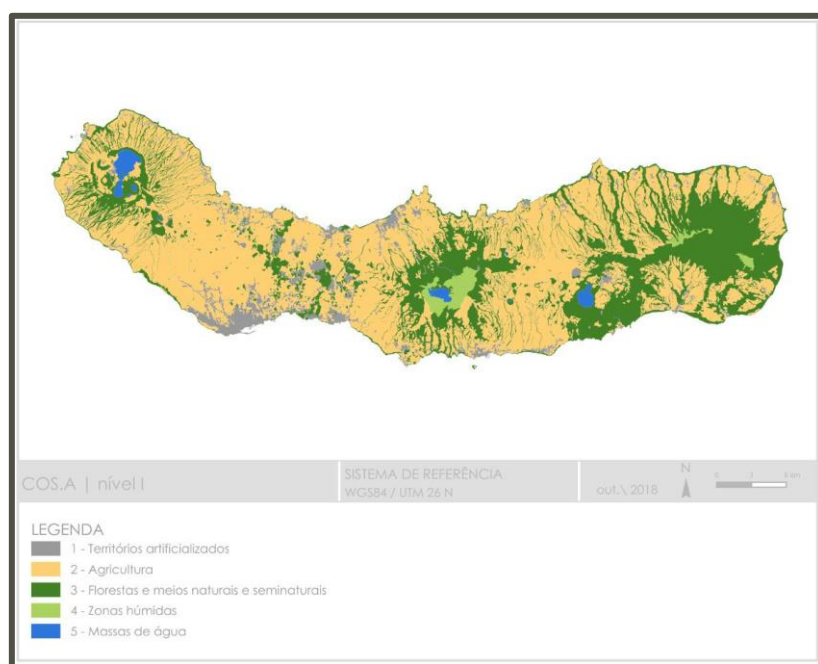 COS.A | nível I
SISTEMA DE REFERÊNCIA
WGS84 / UTM 26 N
out.\ 2018
N
LEGENDA
1 - Territórios artificializados
2 - Agricultura
3 - Florestas e meios naturais e seminaturais
4 - Zonas húmidas
5 - Massas de água